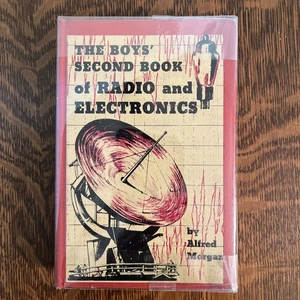 THE BOYS'
SECOND BOOK
of RADIO and
ELECTRONICS
by
Alfred
Morgan